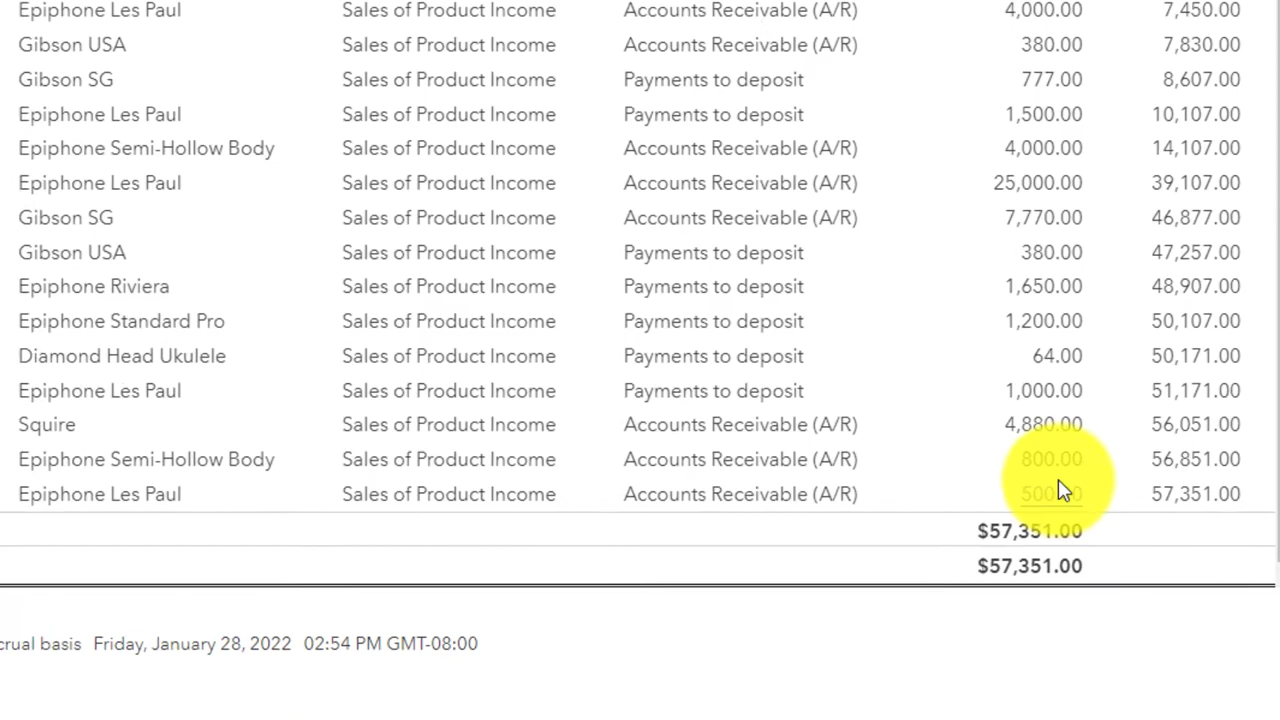 Epiphone Les Paul Sales of Product Income Accounts Receivable (A/R) 4,000.00 7,450.00
Gibson USA Sales of Product Income Accounts Receivable (A/R) 380.00 7,830.00
Gibson SG Sales of Product Income Payments to deposit 777.00 8,607.00
Epiphone Les Paul Sales of Product Income Payments to deposit 1,500.00 10,107.00
Epiphone Semi-Hollow Body Sales of Product Income Accounts Receivable (A/R) 4,000.00 14,107.00
Epiphone Les Paul Sales of Product Income Accounts Receivable (A/R) 25,000.00 39,107.00
Gibson SG Sales of Product Income Accounts Receivable (A/R) 7,770.00 46,877.00
Gibson USA Sales of Product Income Payments to deposit 380.00 47,257.00
Epiphone Riviera Sales of Product Income Payments to deposit 1,650.00 48,907.00
Epiphone Standard Pro Sales of Product Income Payments to deposit 1,200.00 50,107.00
Diamond Head Ukulele Sales of Product Income Payments to deposit 64.00 50,171.00
Epiphone Les Paul Sales of Product Income Payments to deposit 1,000.00 51,171.00
Squire Sales of Product Income Accounts Receivable (A/R) 4,880.00 56,051.00
Epiphone Semi-Hollow Body Sales of Product Income Accounts Receivable (A/R) 800.00 56,851.00
Epiphone Les Paul Sales of Product Income Accounts Receivable (A/R) 500.00 57,351.00
$57,351.00
$57,351.00
crual basis Friday, January 28, 2022 02:54 PM GMT-08:00